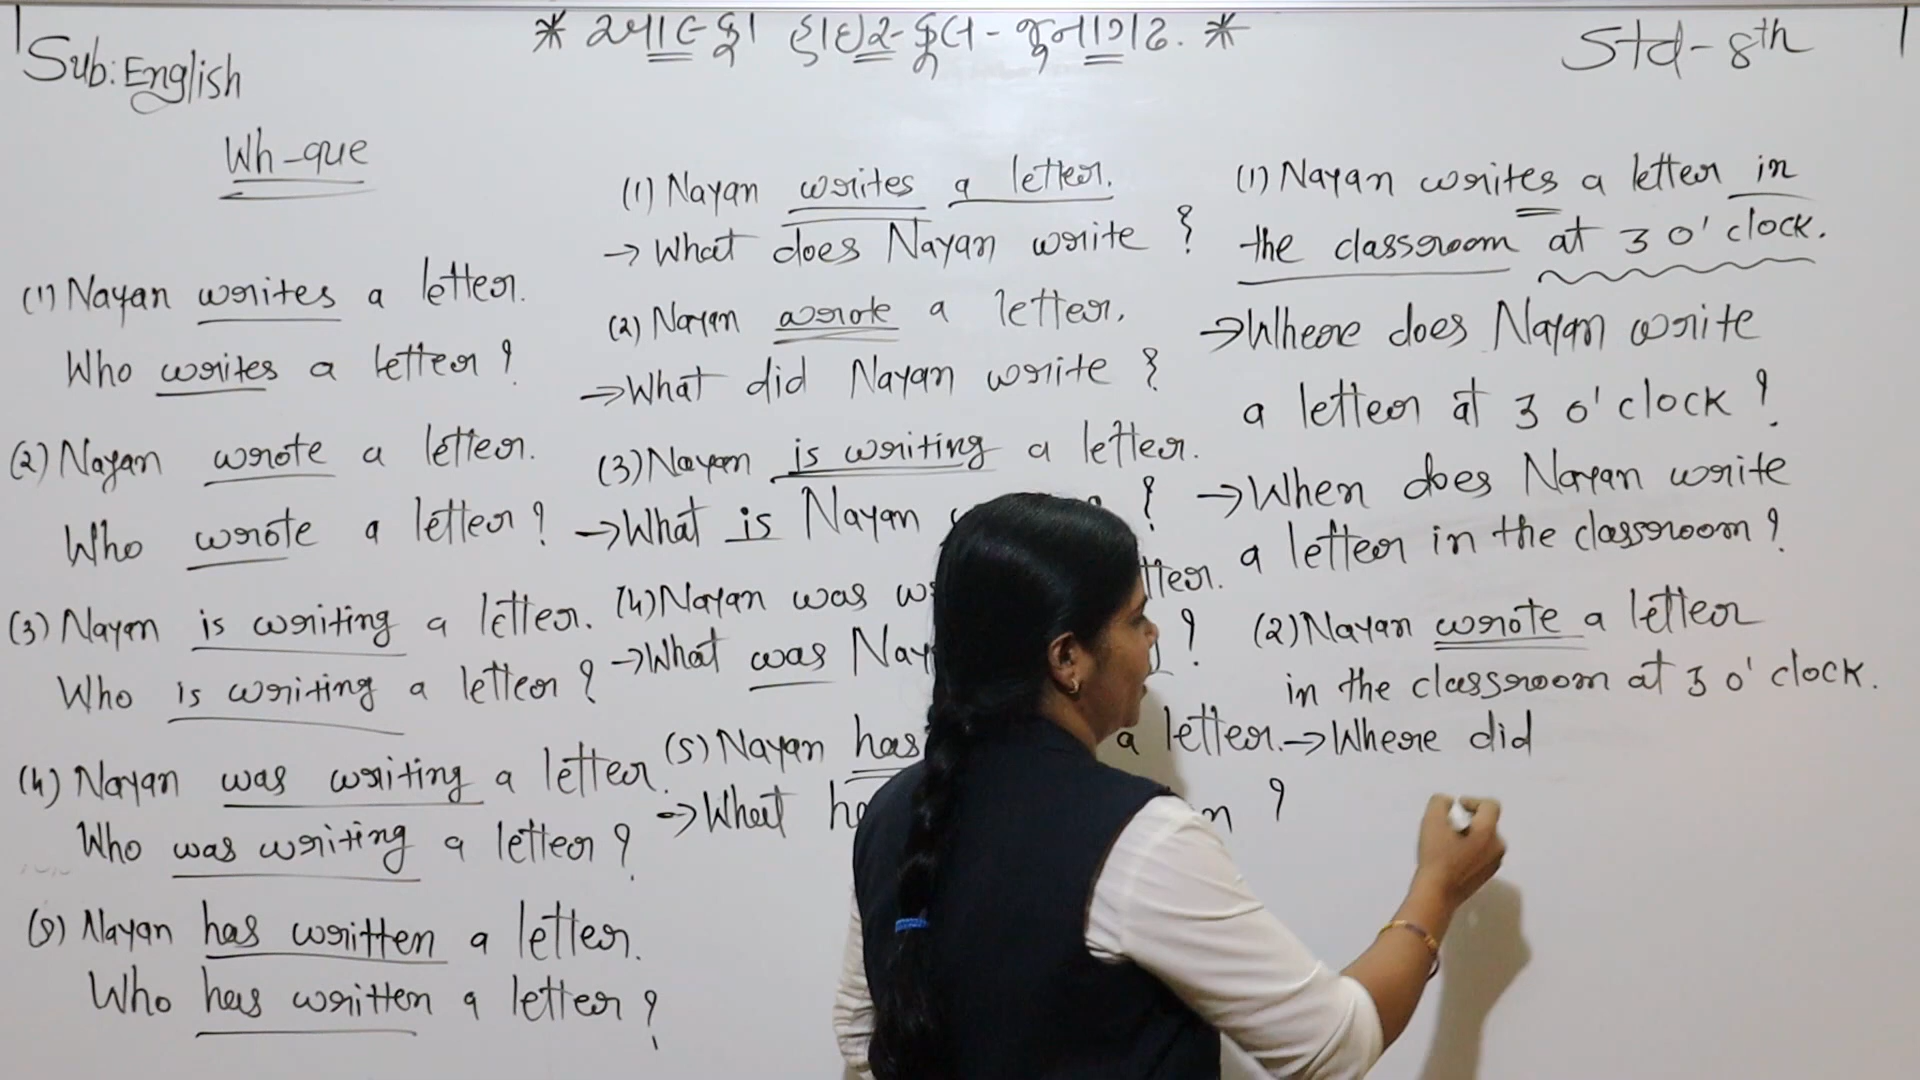 * આલ્ફા હાઇસ્કૂલ - જુનાગઢ. *
Sub: English
Std - 8th
Wh-que
(1) Nayan writes a letter.
Who writes a letter?
(2) Nayan wrote a letter.
Who wrote a letter?
(3) Nayan is writing a letter.
Who is writing a letter?
(4) Nayan was writing a letter.
Who was writing a letter?
(5) Nayan has written a letter.
Who has written a letter?
(1) Nayan writes a letter.
→ What does Nayan write ?
(2) Nayan wrote a letter.
→ What did Nayan write ?
(3) Nayan is writing a letter.
→ What is Nayan ?
(4) Nayan was
→ What was ?
(5) Nayan has a letter.
→ What ?
(1) Nayan writes a letter in
the classroom at 3 o'clock.
→ Where does Nayan write
a letter at 3 o'clock ?
→ When does Nayan write
a letter in the classroom ?
(2) Nayan wrote a letter
in the classroom at 3 o'clock.
→ Where did